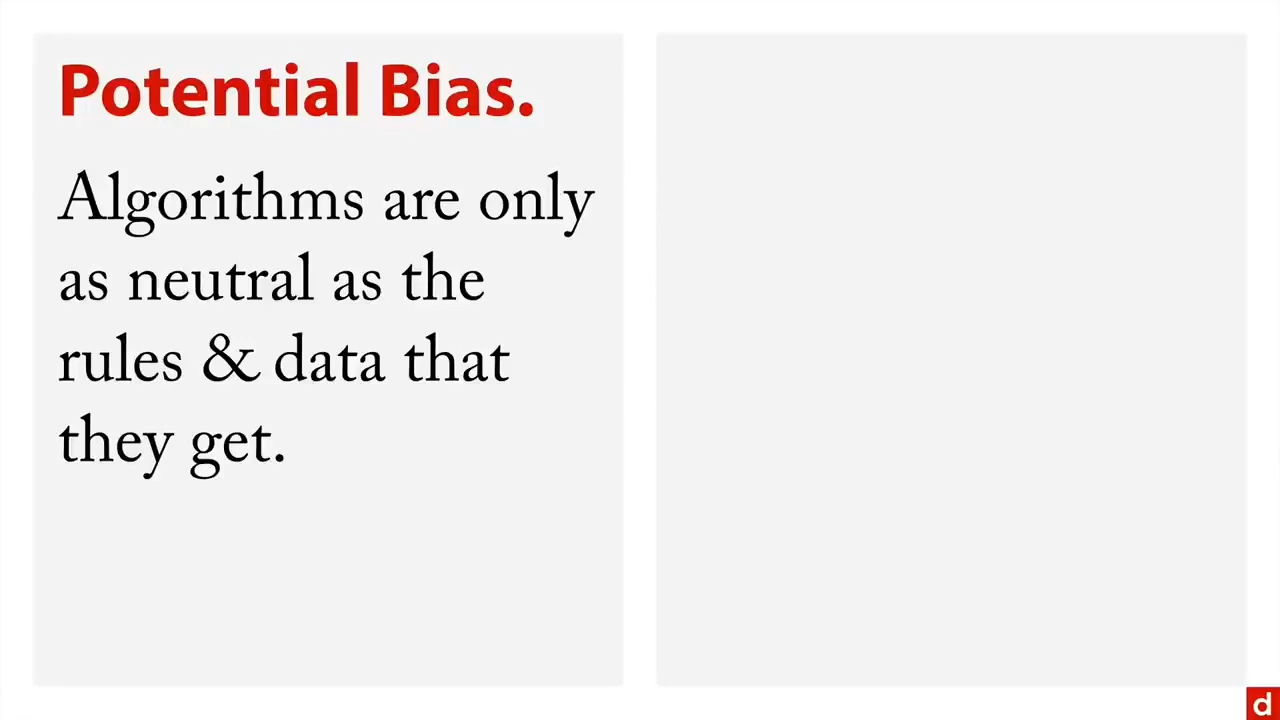 Potential Bias.
Algorithms are only
as neutral as the
rules & data that
they get.
d